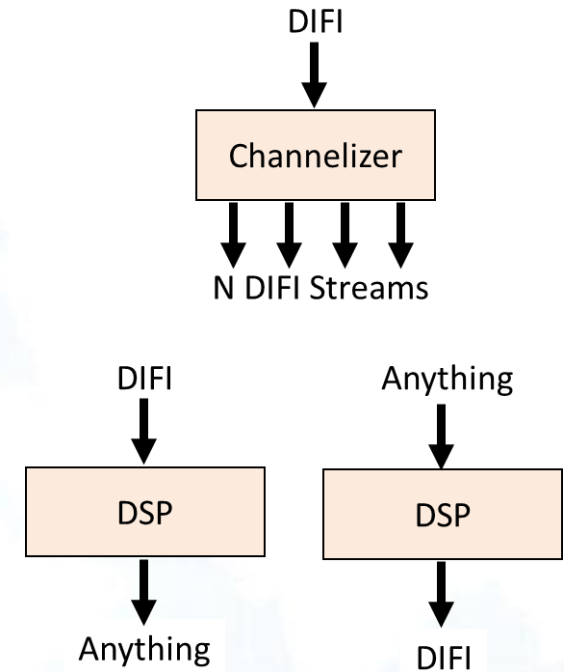 DIFI
Channelizer
N DIFI Streams
DIFI
DSP
Anything
Anything
DSP
DIFI